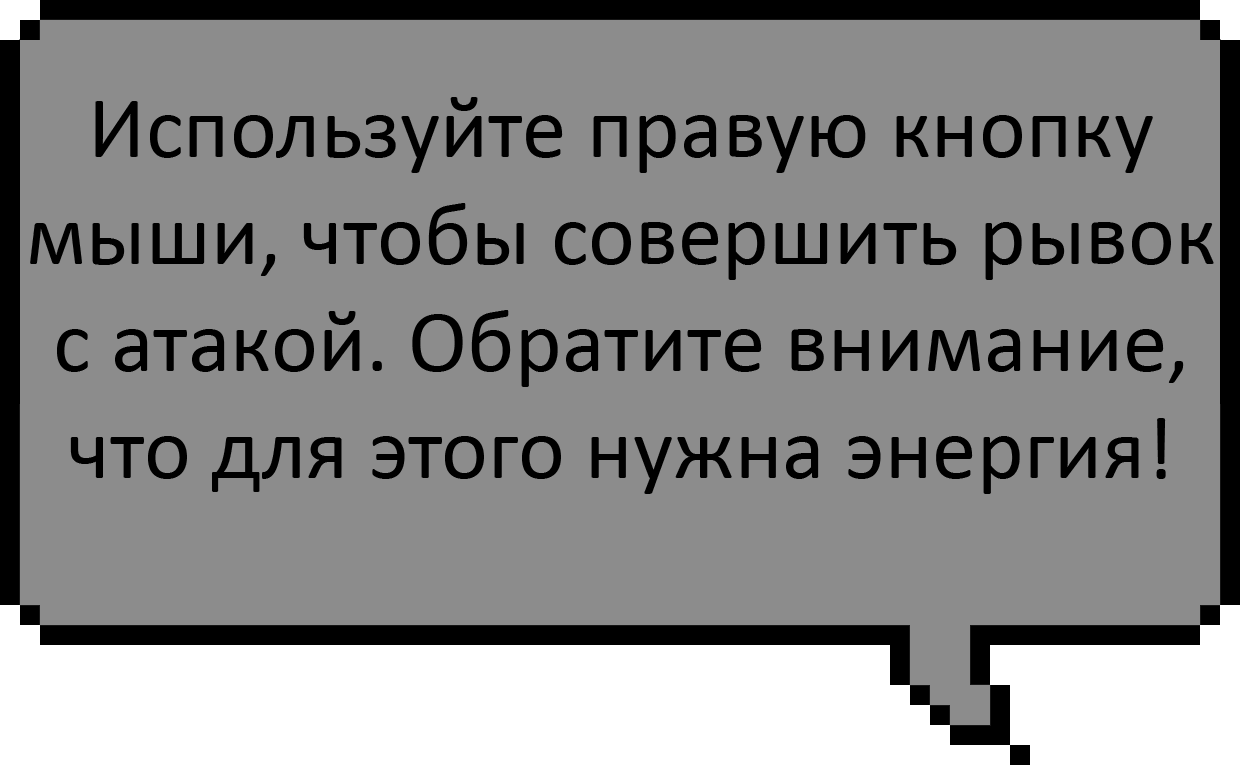 Используйте правую кнопку
мыши, чтобы совершить рывок
с атакой. Обратите внимание,
что для этого нужна энергия!